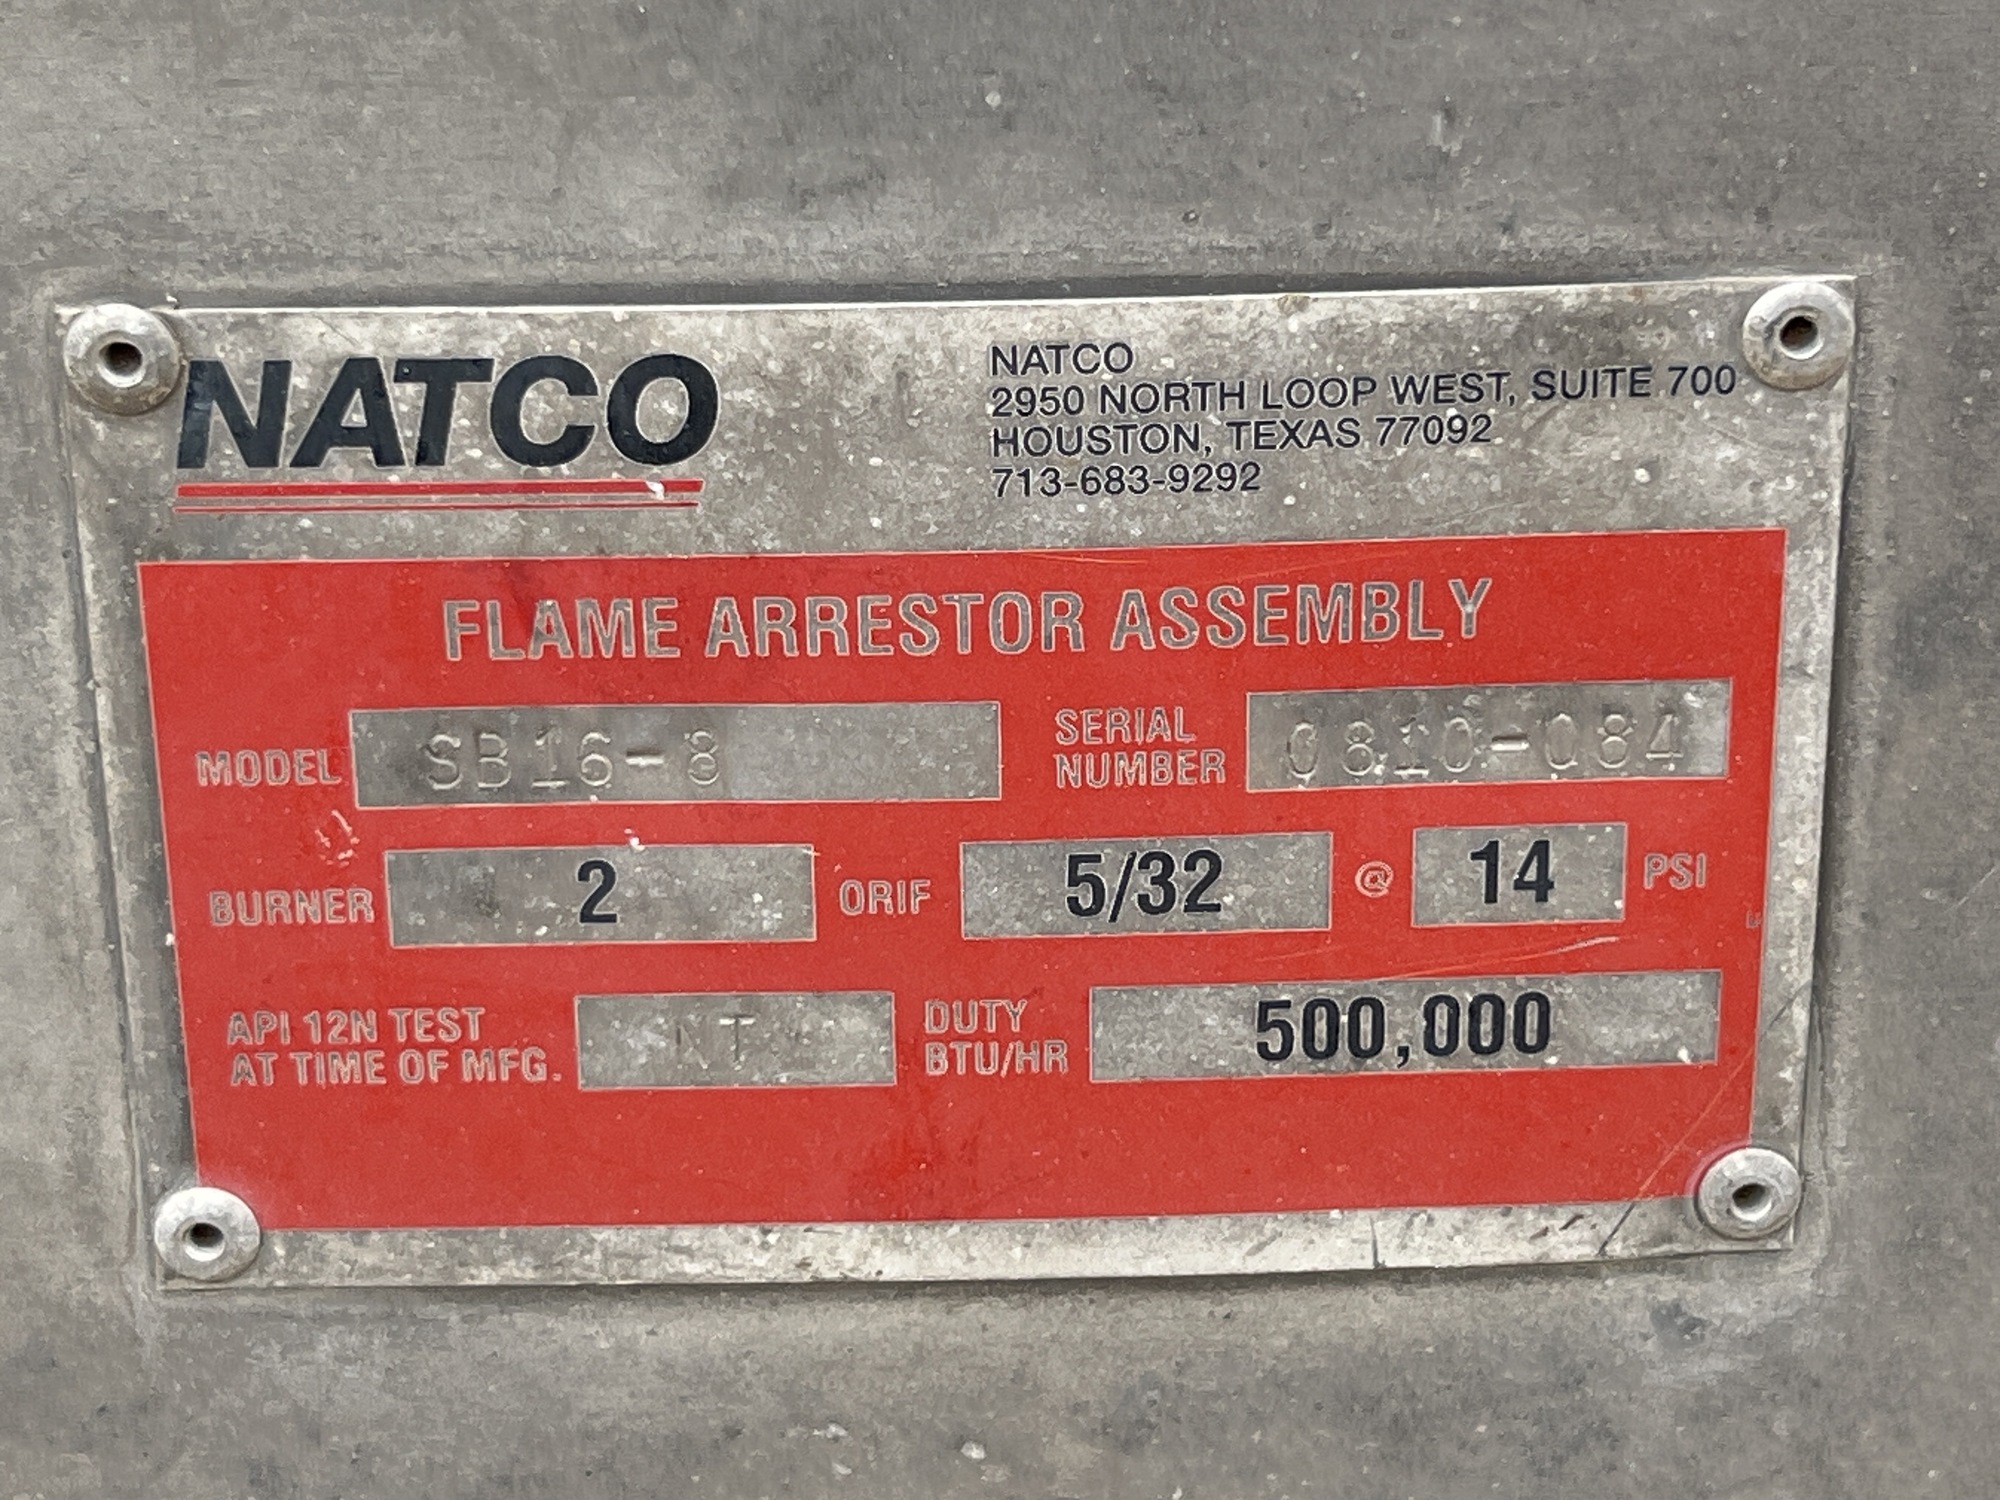 NATCO
NATCO
2950 NORTH LOOP WEST, SUITE 700
HOUSTON, TEXAS 77092
713-683-9292
FLAME ARRESTOR ASSEMBLY
MODEL SB16-8 SERIAL NUMBER 0810-084
BURNER 2 ORIF 5/32 @ 14 PSI
API 12N TEST AT TIME OF MFG. NT DUTY BTU/HR 500,000